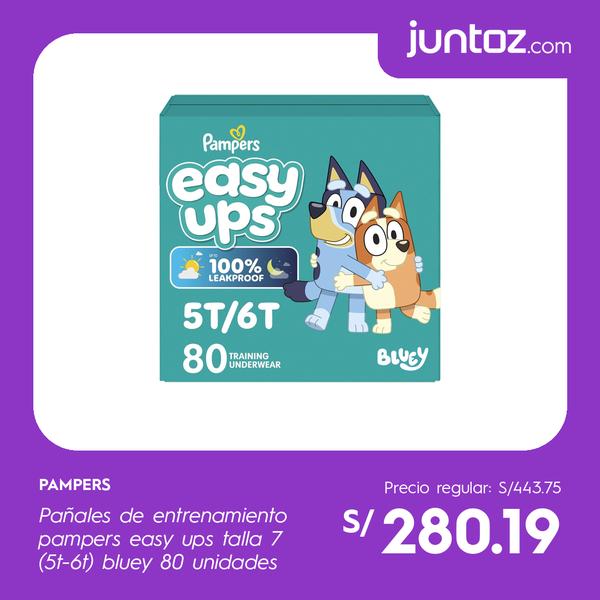 juntoz.com
Pampers
easy
ups
UP TO
100%
LEAKPROOF
5T/6T
80 TRAINING
UNDERWEAR
BLUEY
PAMPERS
Pañales de entrenamiento
pampers easy ups talla 7
(5t-6t) bluey 80 unidades
Precio regular: S/443.75
S/280.19